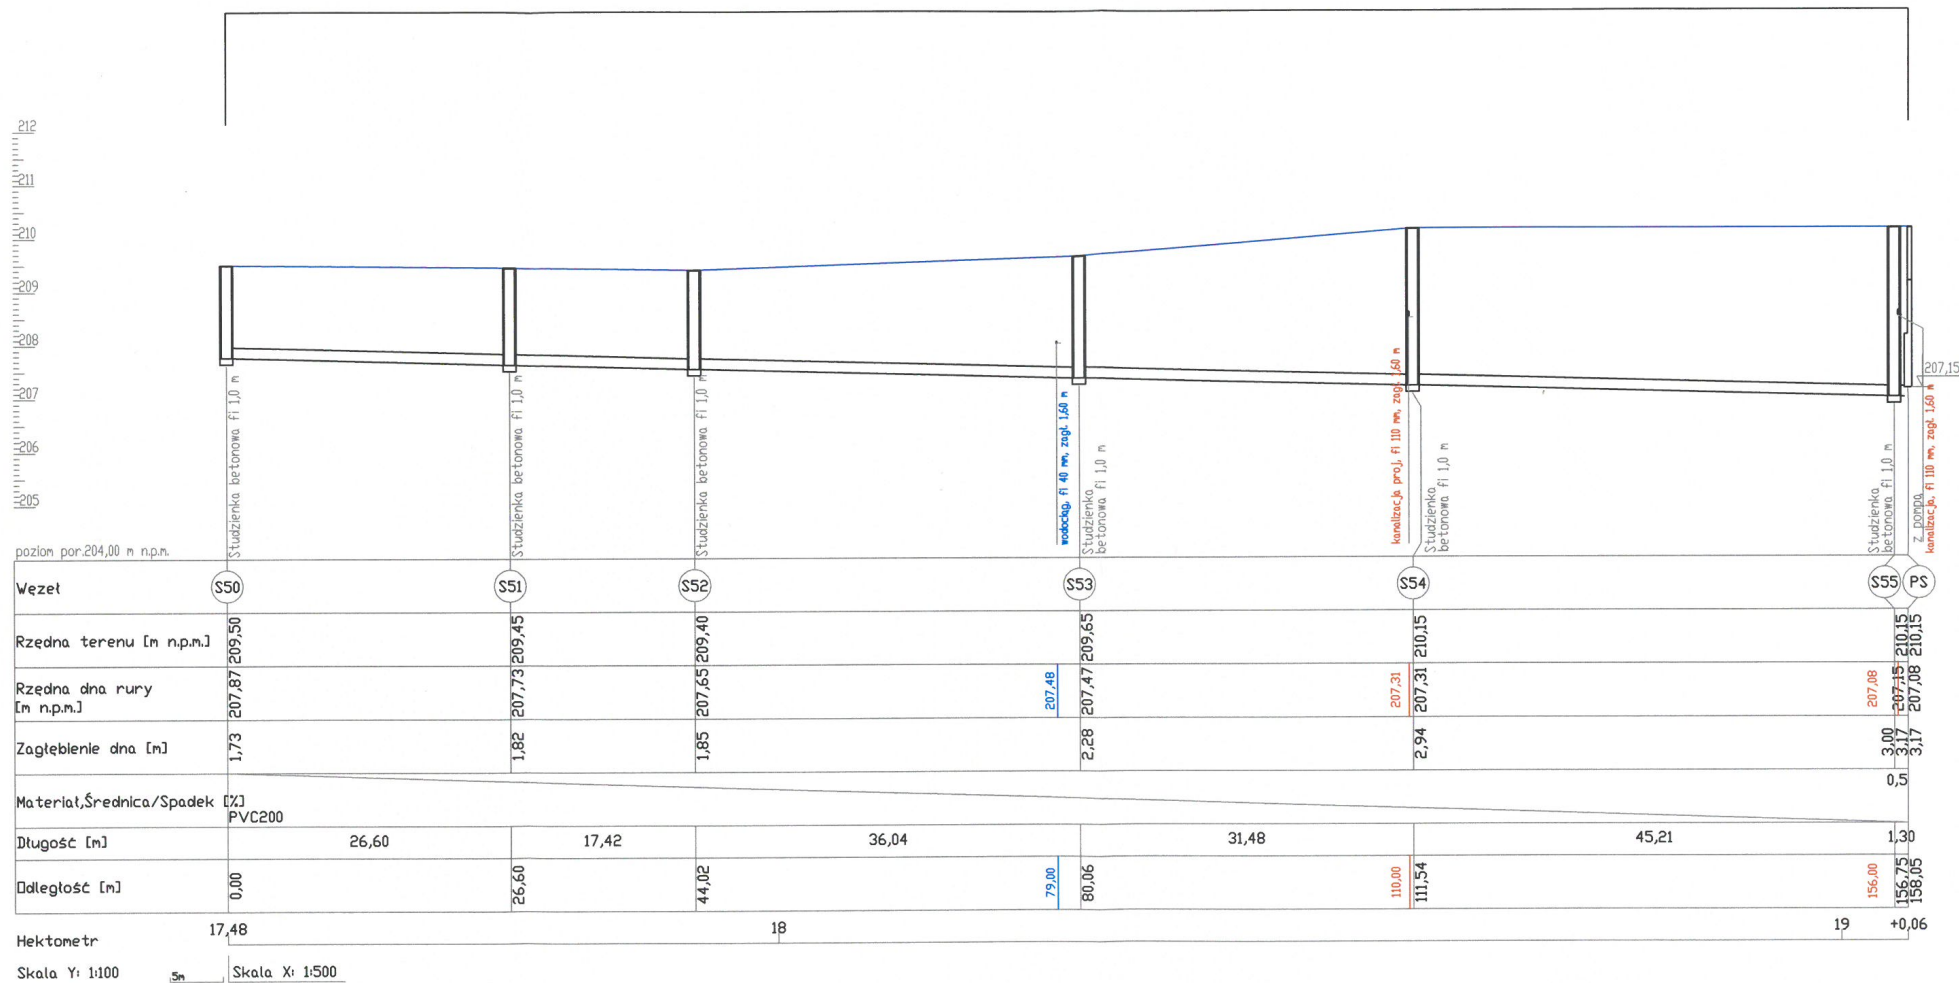 212
211
210
209
208
207
206
205
poziom por.204,00 m n.p.m.
Studzienka betonowa fi 1,0 m
Studzienka betonowa fi 1,0 m
Studzienka betonowa fi 1,0 m
wodociąg, fi 40 mm, zagł. 1,60 m
Studzienka
betonowa fi 1,0 m
kanalizacja proj, fi 110 mm, zagł. 1,60 m
Studzienka
betonowa fi 1,0 m
Studzienka
betonowa fi 1,0 m
Z pompą
kanalizacja, fi 110 mm, zagł. 1,60 m
207,15
Węzeł S50 S51 S52 S53 S54 S55 PS
Rzędna terenu [m n.p.m.] 209,50 209,45 209,40 209,65 210,15 210,15 210,15
Rzędna dna rury
[m n.p.m.] 207,87 207,73 207,65 207,48 207,47 207,31 207,31 207,08 207,15 207,08
Zagłębienie dna [m] 1,73 1,82 1,85 2,28 2,94 3,00 3,17 3,17
0,5
Materiał,Średnica/Spadek [%]
PVC200
Długość [m] 26,60 17,42 36,04 31,48 45,21 1,30
Odległość [m] 0,00 26,60 44,02 79,00 80,06 110,00 111,54 156,00 156,75 158,05
Hektometr 17,48 18 19 +0,06
Skala Y: 1:100 5m Skala X: 1:500